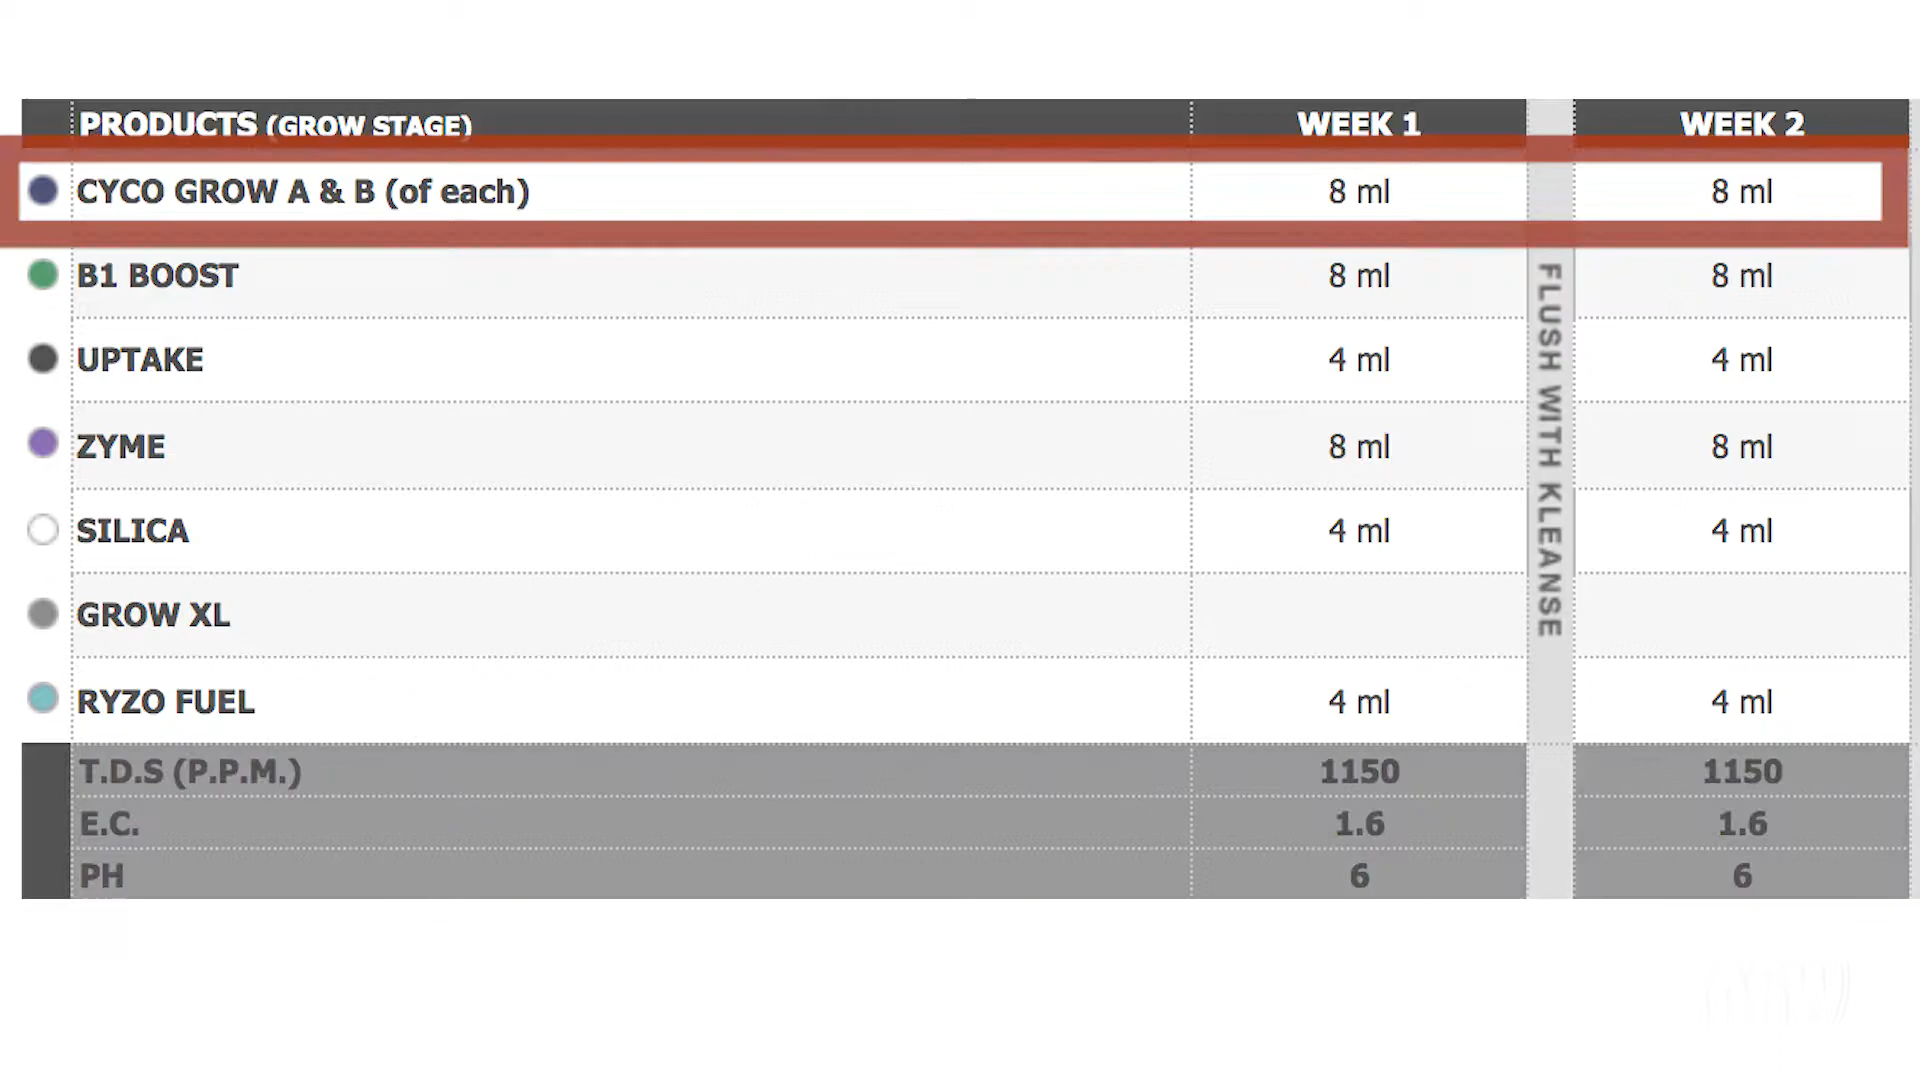 PRODUCTS (GROW STAGE) WEEK 1 WEEK 2
CYCO GROW A & B (of each) 8 ml 8 ml
B1 BOOST 8 ml 8 ml
UPTAKE 4 ml 4 ml
ZYME 8 ml 8 ml
SILICA 4 ml 4 ml
GROW XL
RYZO FUEL 4 ml 4 ml
FLUSH WITH KLEANSE
T.D.S (P.P.M.) 1150 1150
E.C. 1.6 1.6
PH 6 6